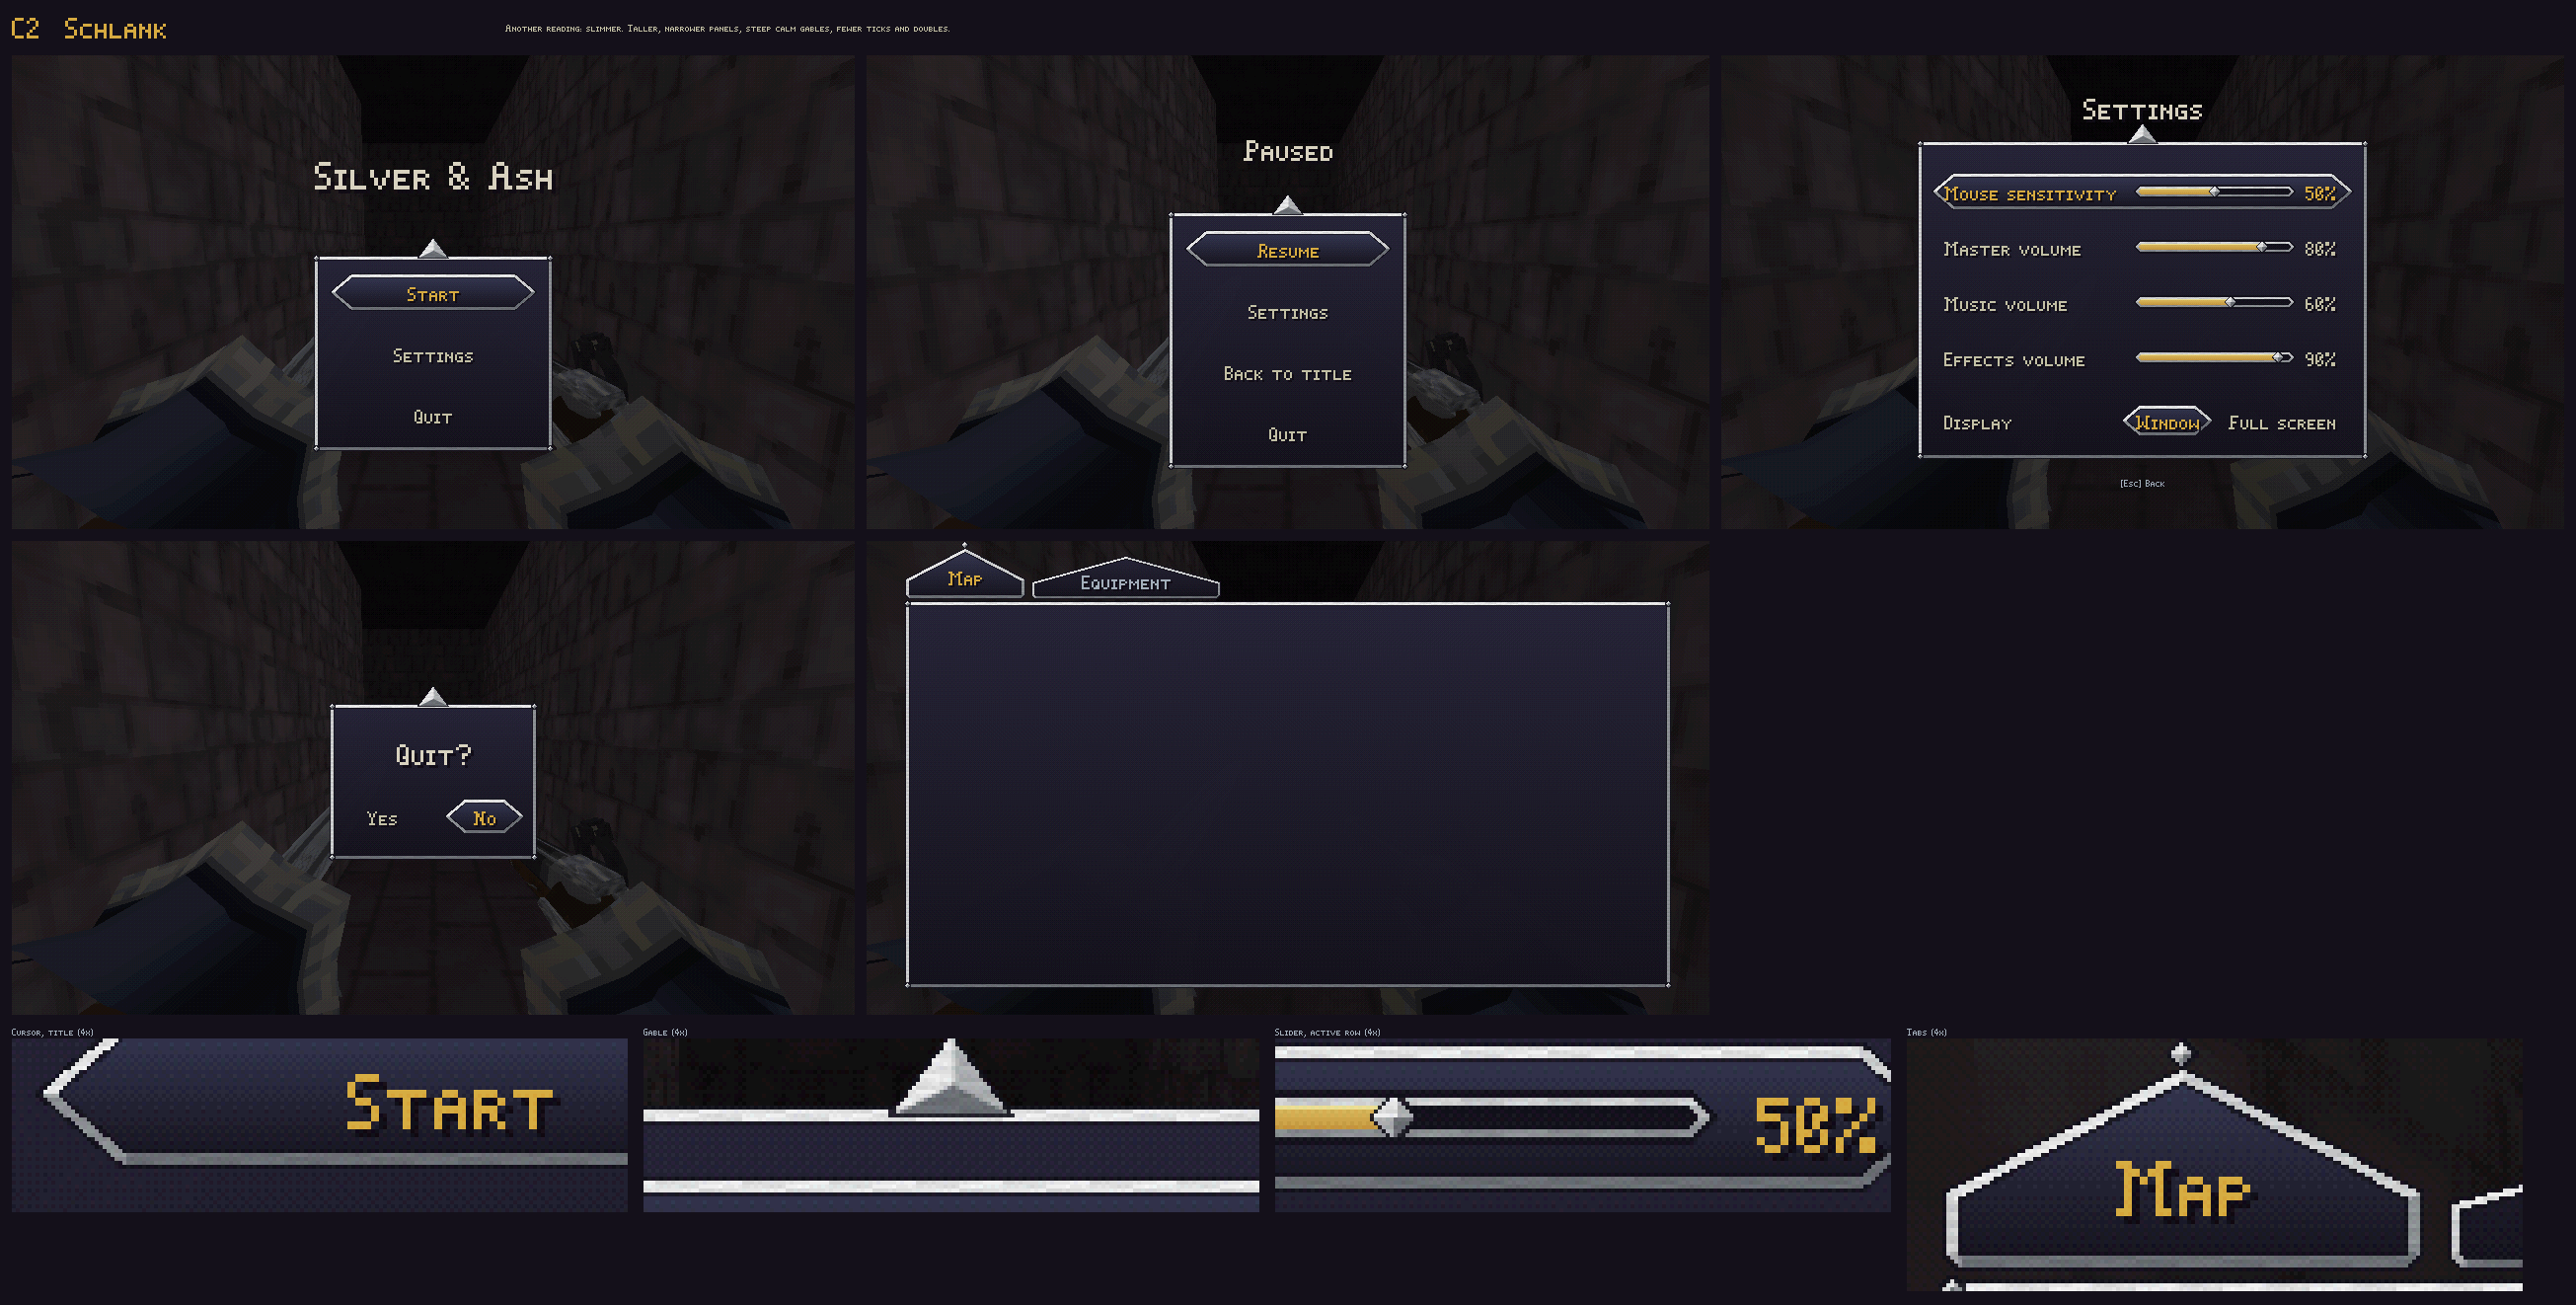 C2 Schlank
Another reading: slimmer. Taller, narrower panels, steep calm gables, fewer ticks and doubles.
Silver & Ash
Start
Settings
Quit
Paused
Resume
Settings
Back to title
Quit
Settings
Mouse sensitivity 50%
Master volume 80%
Music volume 60%
Effects volume 90%
Display Window Full screen
[Esc] Back
Quit?
Yes No
Map Equipment
Cursor, title (4x)
Start
Gable (4x)
Slider, active row (4x)
50%
Tabs (4x)
Map